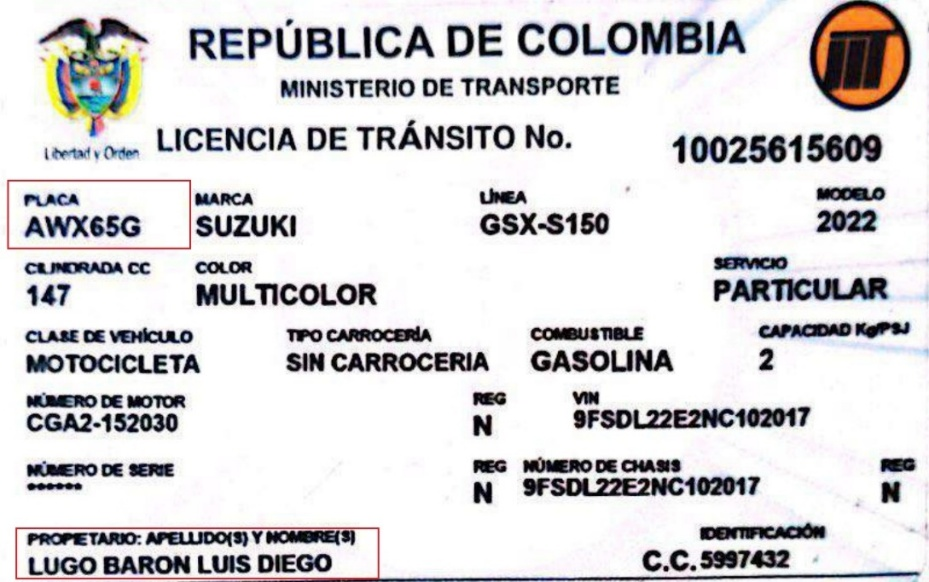 REPÚBLICA DE COLOMBIA
MINISTERIO DE TRANSPORTE
Libertad y Orden
LICENCIA DE TRÁNSITO No. 10025615609
PLACA MARCA LÍNEA MODELO
AWX65G SUZUKI GSX-S150 2022
CILINDRADA CC COLOR SERVICIO
147 MULTICOLOR PARTICULAR
CLASE DE VEHÍCULO TIPO CARROCERÍA COMBUSTIBLE CAPACIDAD Kg/PSJ
MOTOCICLETA SIN CARROCERIA GASOLINA 2
NÚMERO DE MOTOR REG VIN
CGA2-152030 N 9FSDL22E2NC102017
NÚMERO DE SERIE REG NÚMERO DE CHASIS REG
****** N 9FSDL22E2NC102017 N
PROPIETARIO: APELLIDO(S) Y NOMBRE(S) IDENTIFICACIÓN
LUGO BARON LUIS DIEGO C.C. 5997432